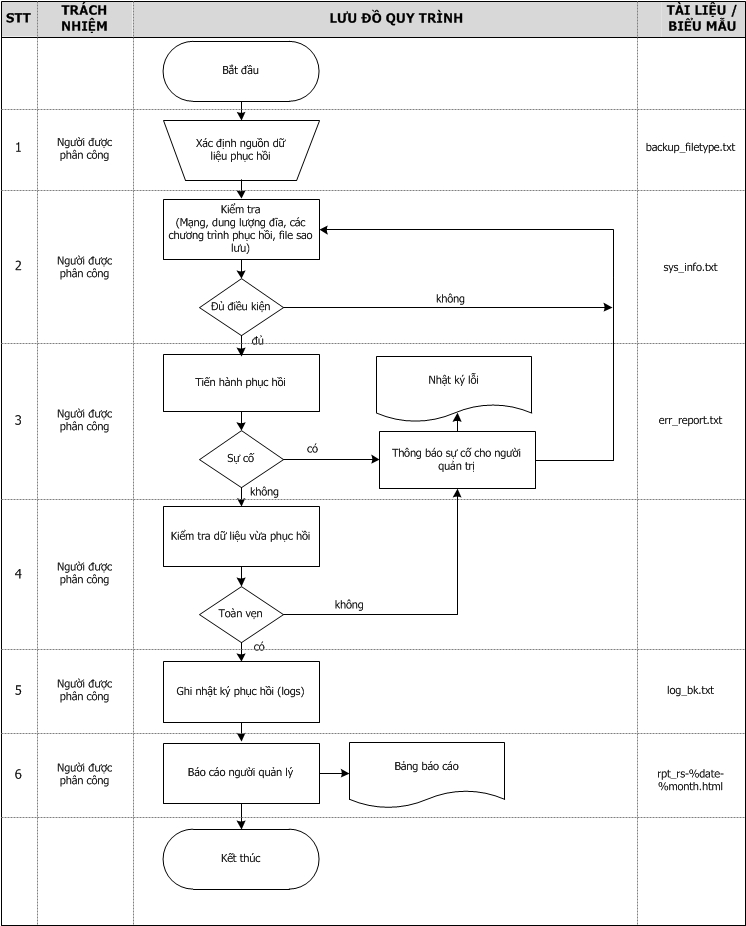 STT
TRÁCH
NHIỆM
LƯU ĐỒ QUY TRÌNH
TÀI LIỆU /
BIỂU MẪU
Bắt đầu
1
Người được
phân công
Xác định nguồn dữ
liệu phục hồi
backup_filetype.txt
2
Người được
phân công
Kiểm tra
(Mạng, dung lượng đĩa, các
chương trình phục hồi, file sao
lưu)
sys_info.txt
Đủ điều kiện
không
đủ
3
Người được
phân công
Tiến hành phục hồi
Nhật ký lỗi
err_report.txt
Sự cố
có
Thông báo sự cố cho người
quản trị
không
4
Người được
phân công
Kiểm tra dữ liệu vừa phục hồi
Toàn vẹn
không
có
5
Người được
phân công
Ghi nhật ký phục hồi (logs)
log_bk.txt
6
Người được
phân công
Báo cáo người quản lý
Bảng báo cáo
rpt_rs-%date-
%month.html
Kết thúc